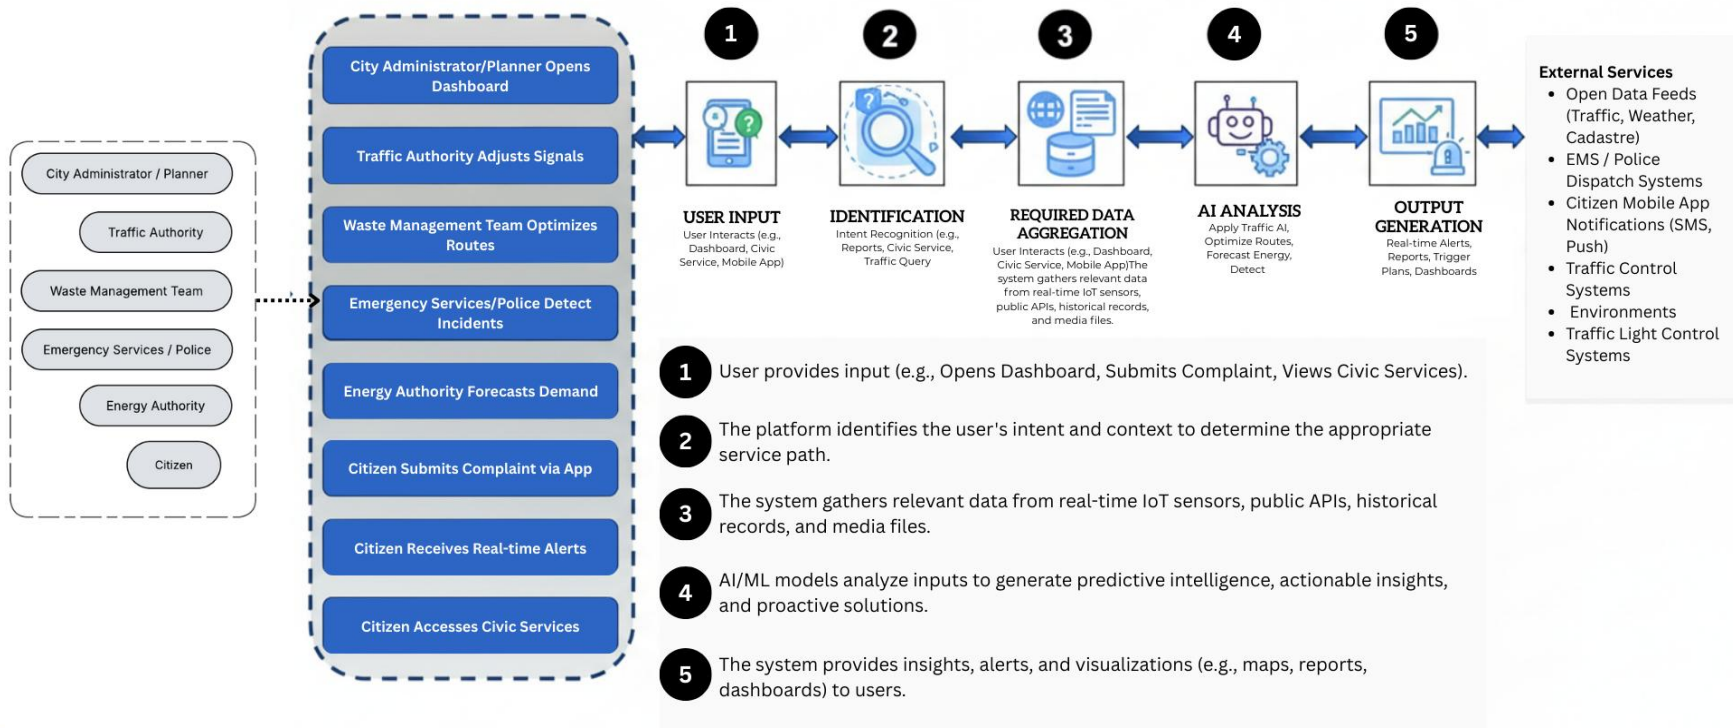 City Administrator / Planner
Traffic Authority
Waste Management Team
Emergency Services / Police
Energy Authority
Citizen
City Administrator/Planner Opens
Dashboard
Traffic Authority Adjusts Signals
Waste Management Team Optimizes
Routes
Emergency Services/Police Detect
Incidents
Energy Authority Forecasts Demand
Citizen Submits Complaint via App
Citizen Receives Real-time Alerts
Citizen Accesses Civic Services
1
USER INPUT
User Interacts (e.g.,
Dashboard, Civic
Service, Mobile App)
2
IDENTIFICATION
Intent Recognition (e.g.,
Reports, Civic Service,
Traffic Query
3
REQUIRED DATA
AGGREGATION
User Interacts (e.g., Dashboard,
Civic Service, Mobile App)The
system gathers relevant data
from real-time IoT sensors,
public APIs, historical records,
and media files.
4
AI ANALYSIS
Apply Traffic AI,
Optimize Routes,
Forecast Energy,
Detect
5
OUTPUT
GENERATION
Real-time Alerts,
Reports, Trigger
Plans, Dashboards
External Services
• Open Data Feeds
(Traffic, Weather,
Cadastre)
• EMS / Police
Dispatch Systems
• Citizen Mobile App
Notifications (SMS,
Push)
• Traffic Control
Systems
• Environments
• Traffic Light Control
Systems
1 User provides input (e.g., Opens Dashboard, Submits Complaint, Views Civic Services).
2 The platform identifies the user's intent and context to determine the appropriate
service path.
3 The system gathers relevant data from real-time IoT sensors, public APIs, historical
records, and media files.
4 AI/ML models analyze inputs to generate predictive intelligence, actionable insights,
and proactive solutions.
5 The system provides insights, alerts, and visualizations (e.g., maps, reports,
dashboards) to users.